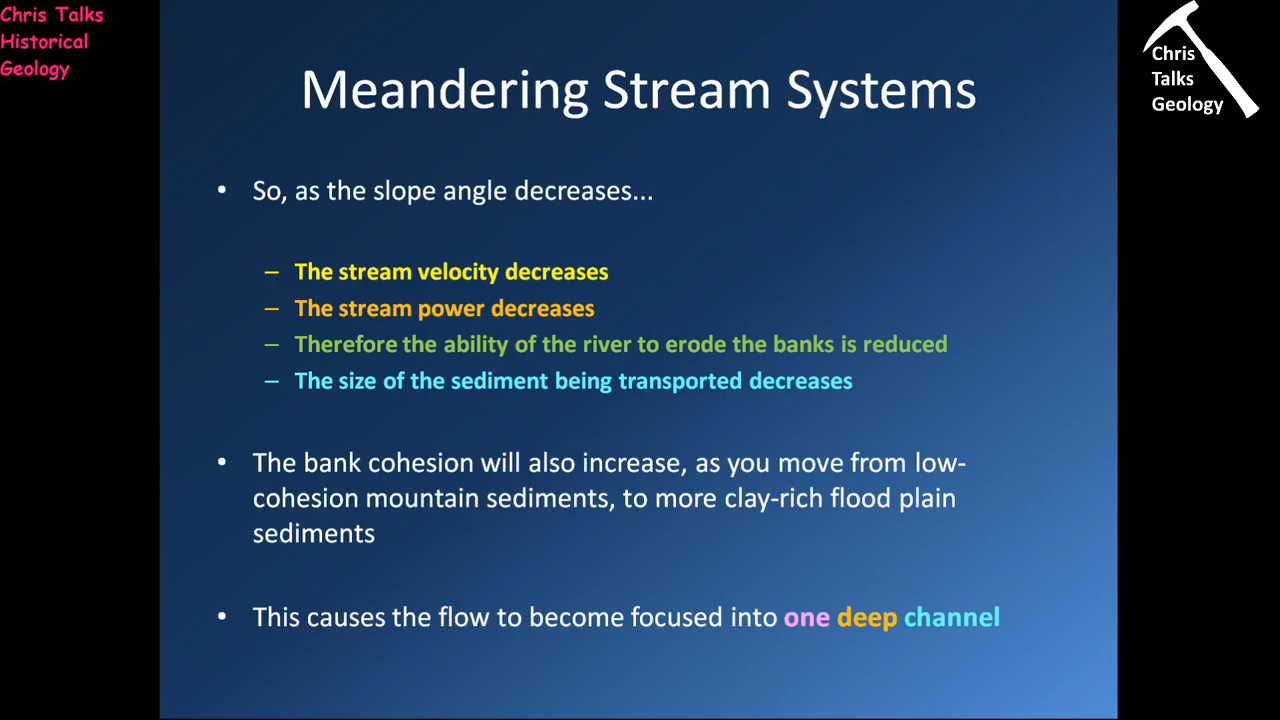 Chris Talks
Historical
Geology
Chris
Talks
Geology
Meandering Stream Systems
• So, as the slope angle decreases...
– The stream velocity decreases
– The stream power decreases
– Therefore the ability of the river to erode the banks is reduced
– The size of the sediment being transported decreases
• The bank cohesion will also increase, as you move from low-
cohesion mountain sediments, to more clay-rich flood plain
sediments
• This causes the flow to become focused into one deep channel